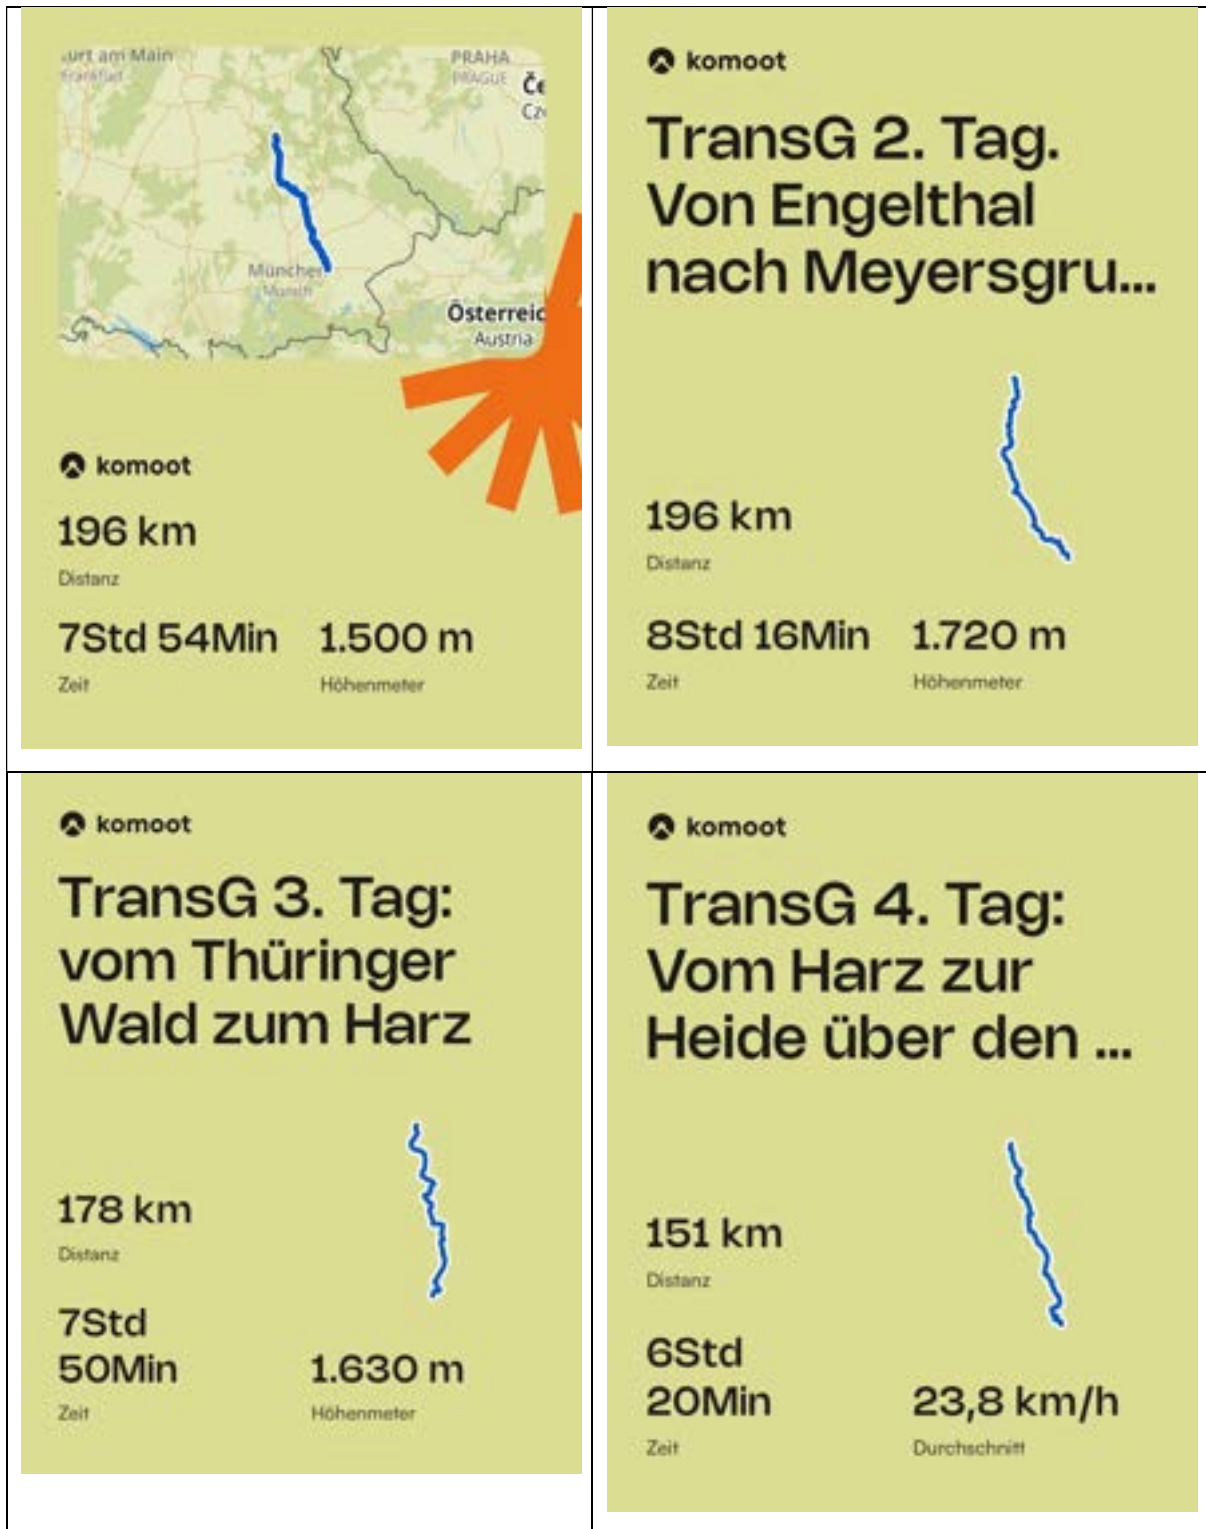 urt am Main
Frankfurt
PRAHA
PRAGUE
Če
Cze
München
Munich
Österreic
Austria
komoot
196 km
Distanz
7Std 54Min
1.500 m
Zeit
Höhenmeter
komoot
TransG 2. Tag.
Von Engelthal
nach Meyersgru...
196 km
Distanz
8Std 16Min
1.720 m
Zeit
Höhenmeter
komoot
TransG 3. Tag:
vom Thüringer
Wald zum Harz
178 km
Distanz
7Std
50Min
1.630 m
Zeit
Höhenmeter
komoot
TransG 4. Tag:
Vom Harz zur
Heide über den ...
151 km
Distanz
6Std
20Min
23,8 km/h
Zeit
Durchschnitt